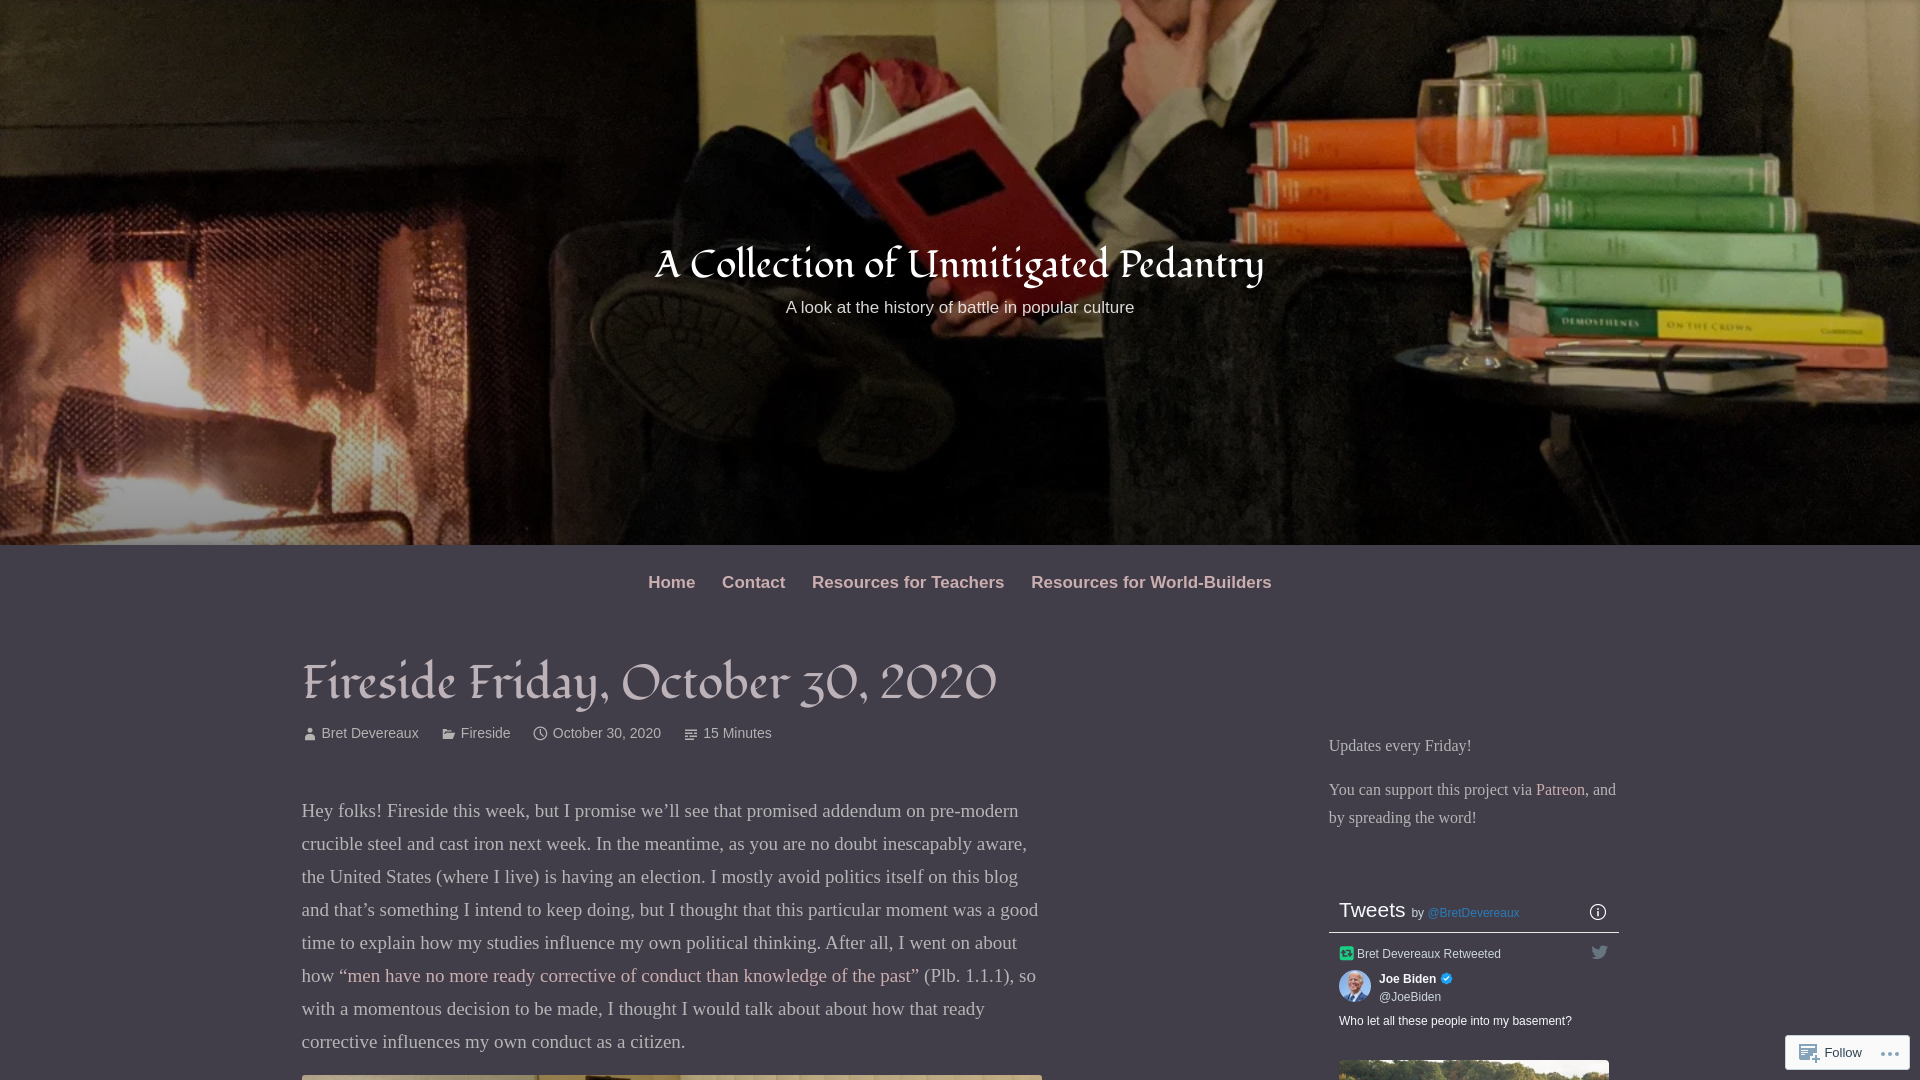 DEMOSTHENES
ON THE CROWN
A Collection of Unmitigated Pedantry
A look at the history of battle in popular culture
Home Contact Resources for Teachers Resources for World-Builders
Fireside Friday, October 30, 2020
Bret Devereaux Fireside October 30, 2020 15 Minutes
Hey folks! Fireside this week, but I promise we’ll see that promised addendum on pre-modern
crucible steel and cast iron next week. In the meantime, as you are no doubt inescapably aware,
the United States (where I live) is having an election. I mostly avoid politics itself on this blog
and that’s something I intend to keep doing, but I thought that this particular moment was a good
time to explain how my studies influence my own political thinking. After all, I went on about
how “men have no more ready corrective of conduct than knowledge of the past” (Plb. 1.1.1), so
with a momentous decision to be made, I thought I would talk about about how that ready
corrective influences my own conduct as a citizen.
Updates every Friday!
You can support this project via Patreon, and
by spreading the word!
Tweets by @BretDevereaux
Bret Devereaux Retweeted
Joe Biden
@JoeBiden
Who let all these people into my basement?
Follow